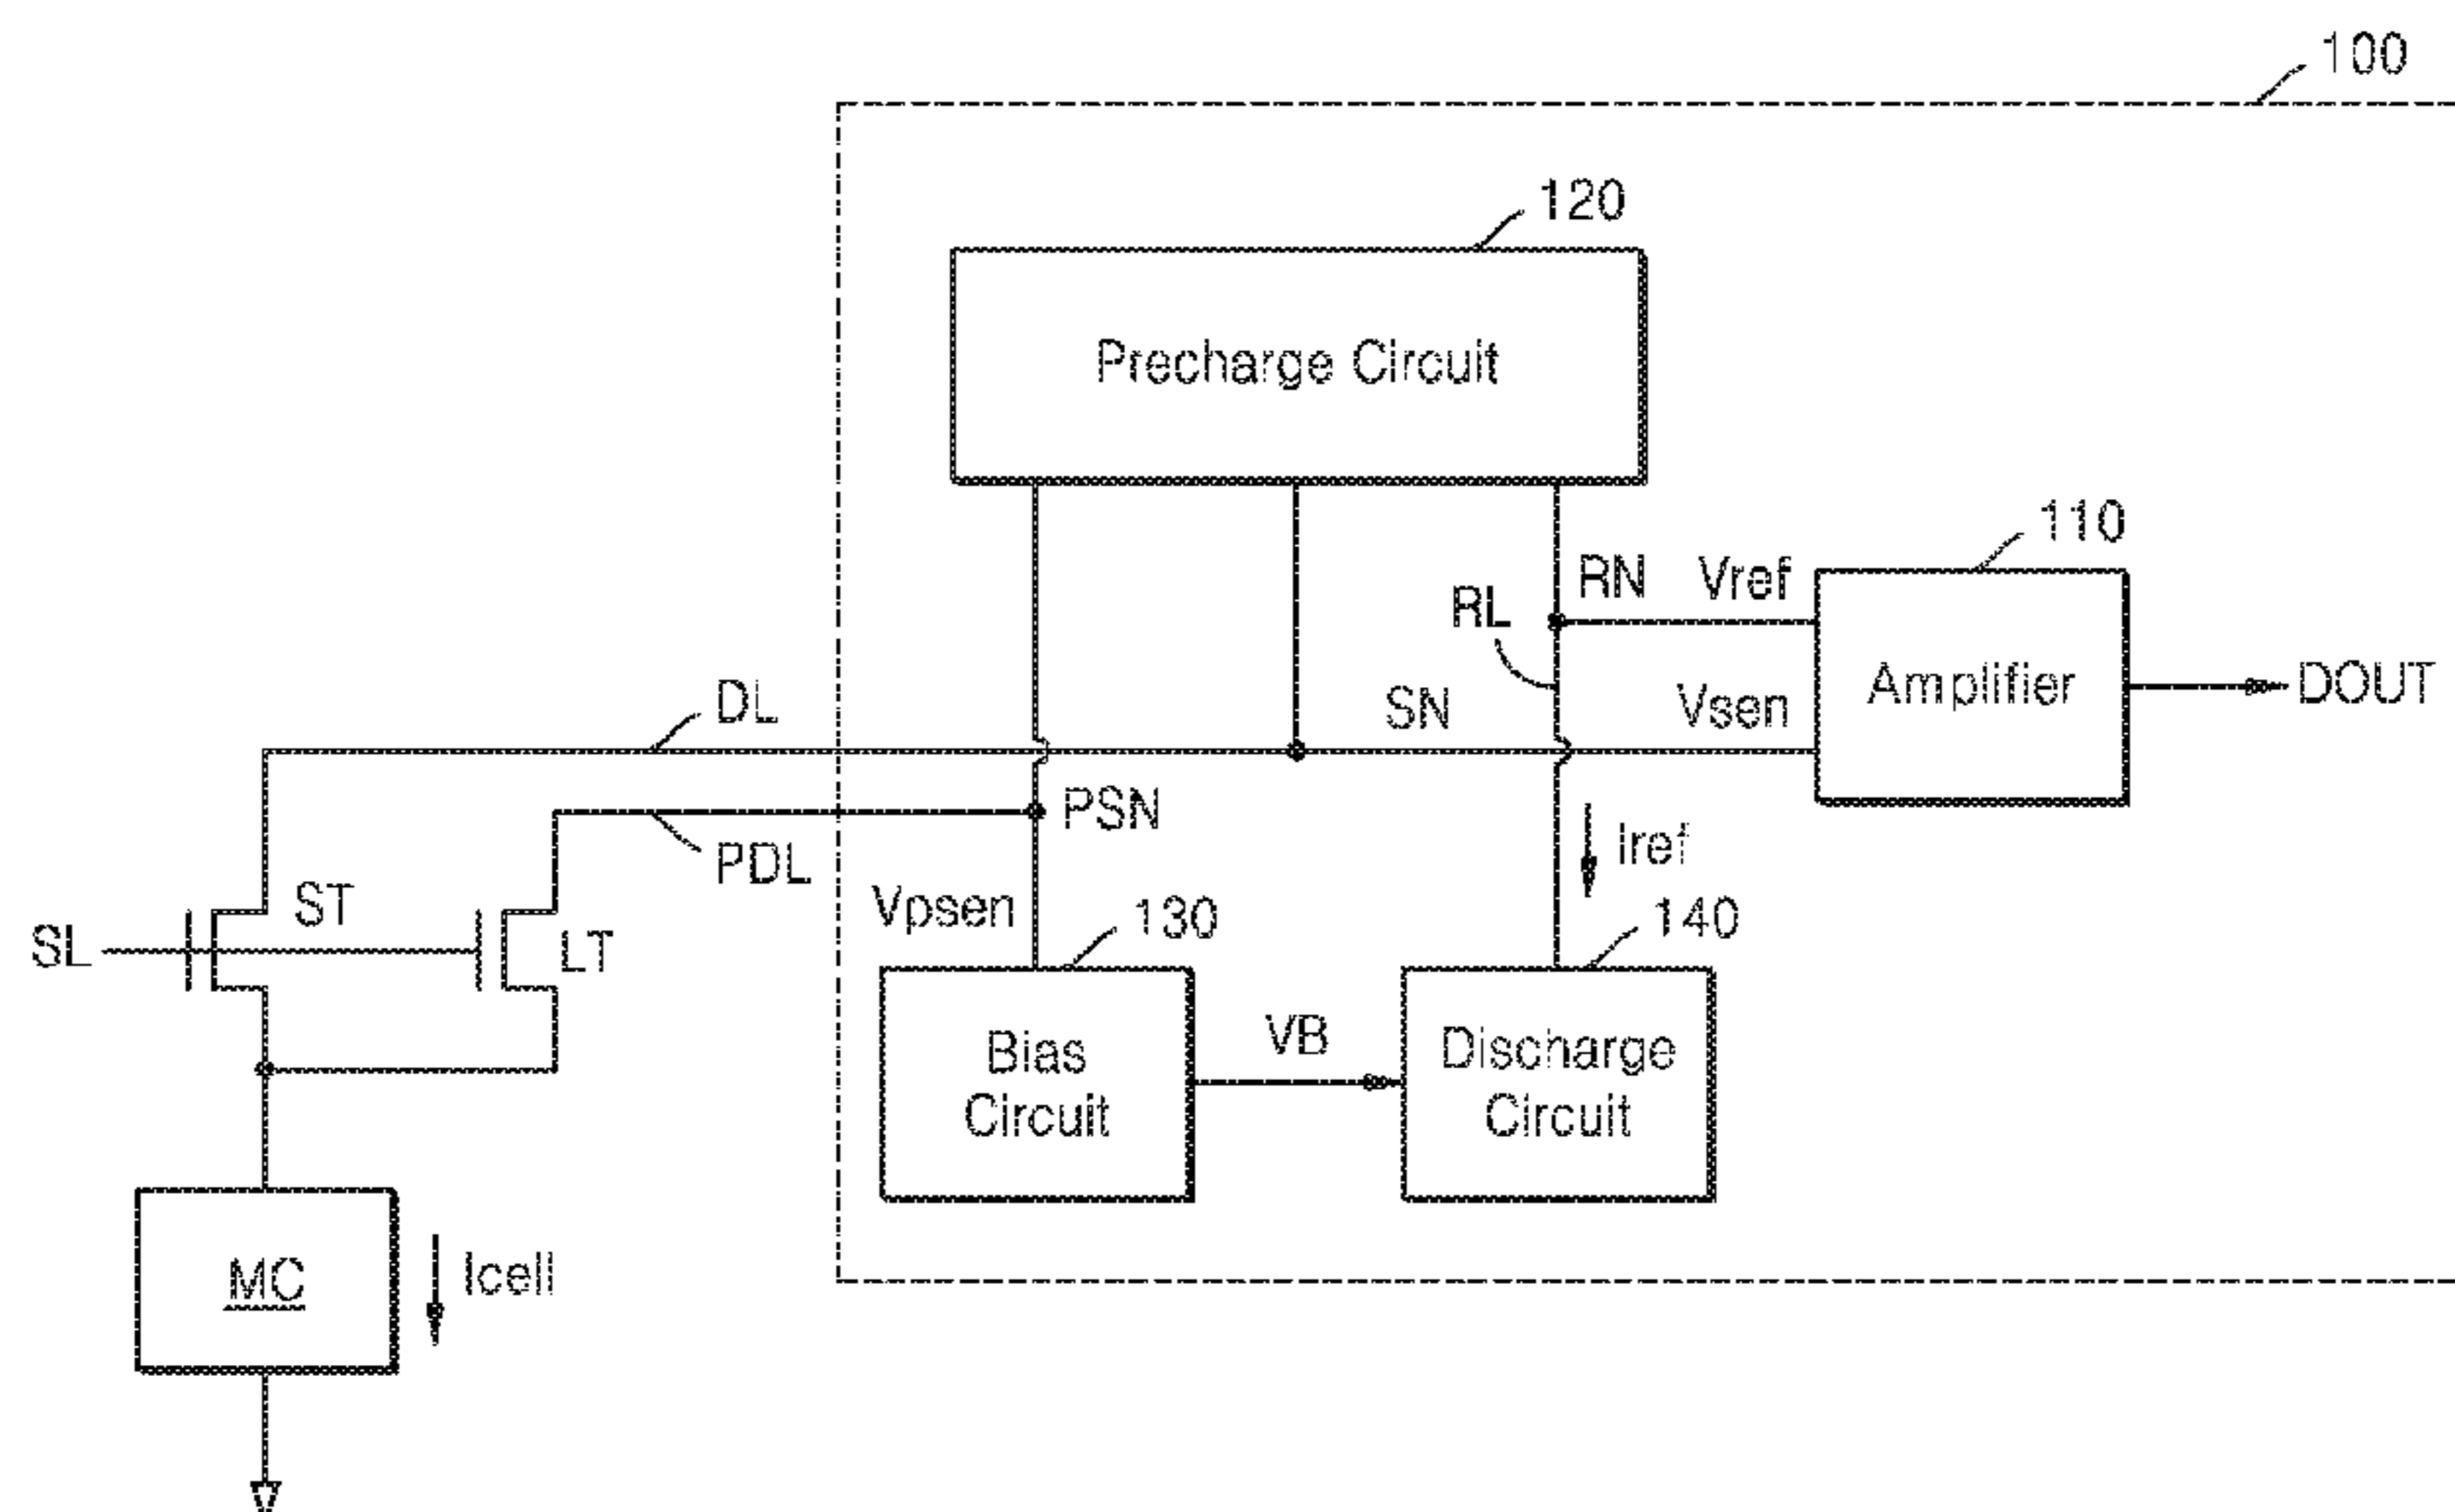 100
120
Precharge Circuit
110
RN
Vref
RL
Amplifier
DOUT
DL
SN
Vsen
PSN
PDL
Iref
ST
Vpsen
130
140
SL
LT
Bias
Circuit
VB
Discharge
Circuit
MC
Icell